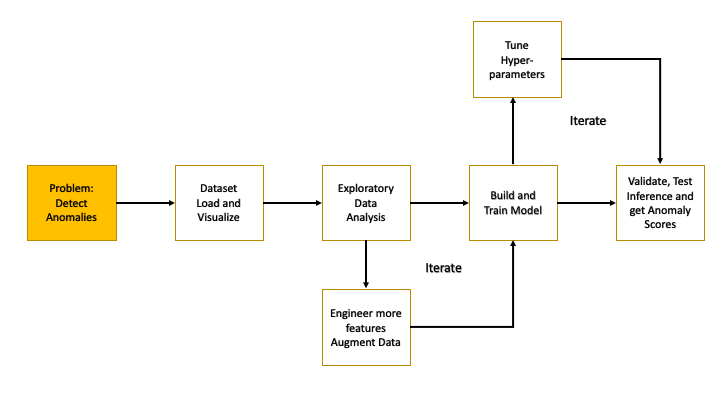 Tune
Hyper-
parameters
Iterate
Problem:
Detect
Anomalies
Dataset
Load and
Visualize
Exploratory
Data
Analysis
Build and
Train Model
Validate, Test
Inference and
get Anomaly
Scores
Iterate
Engineer more
features
Augment Data